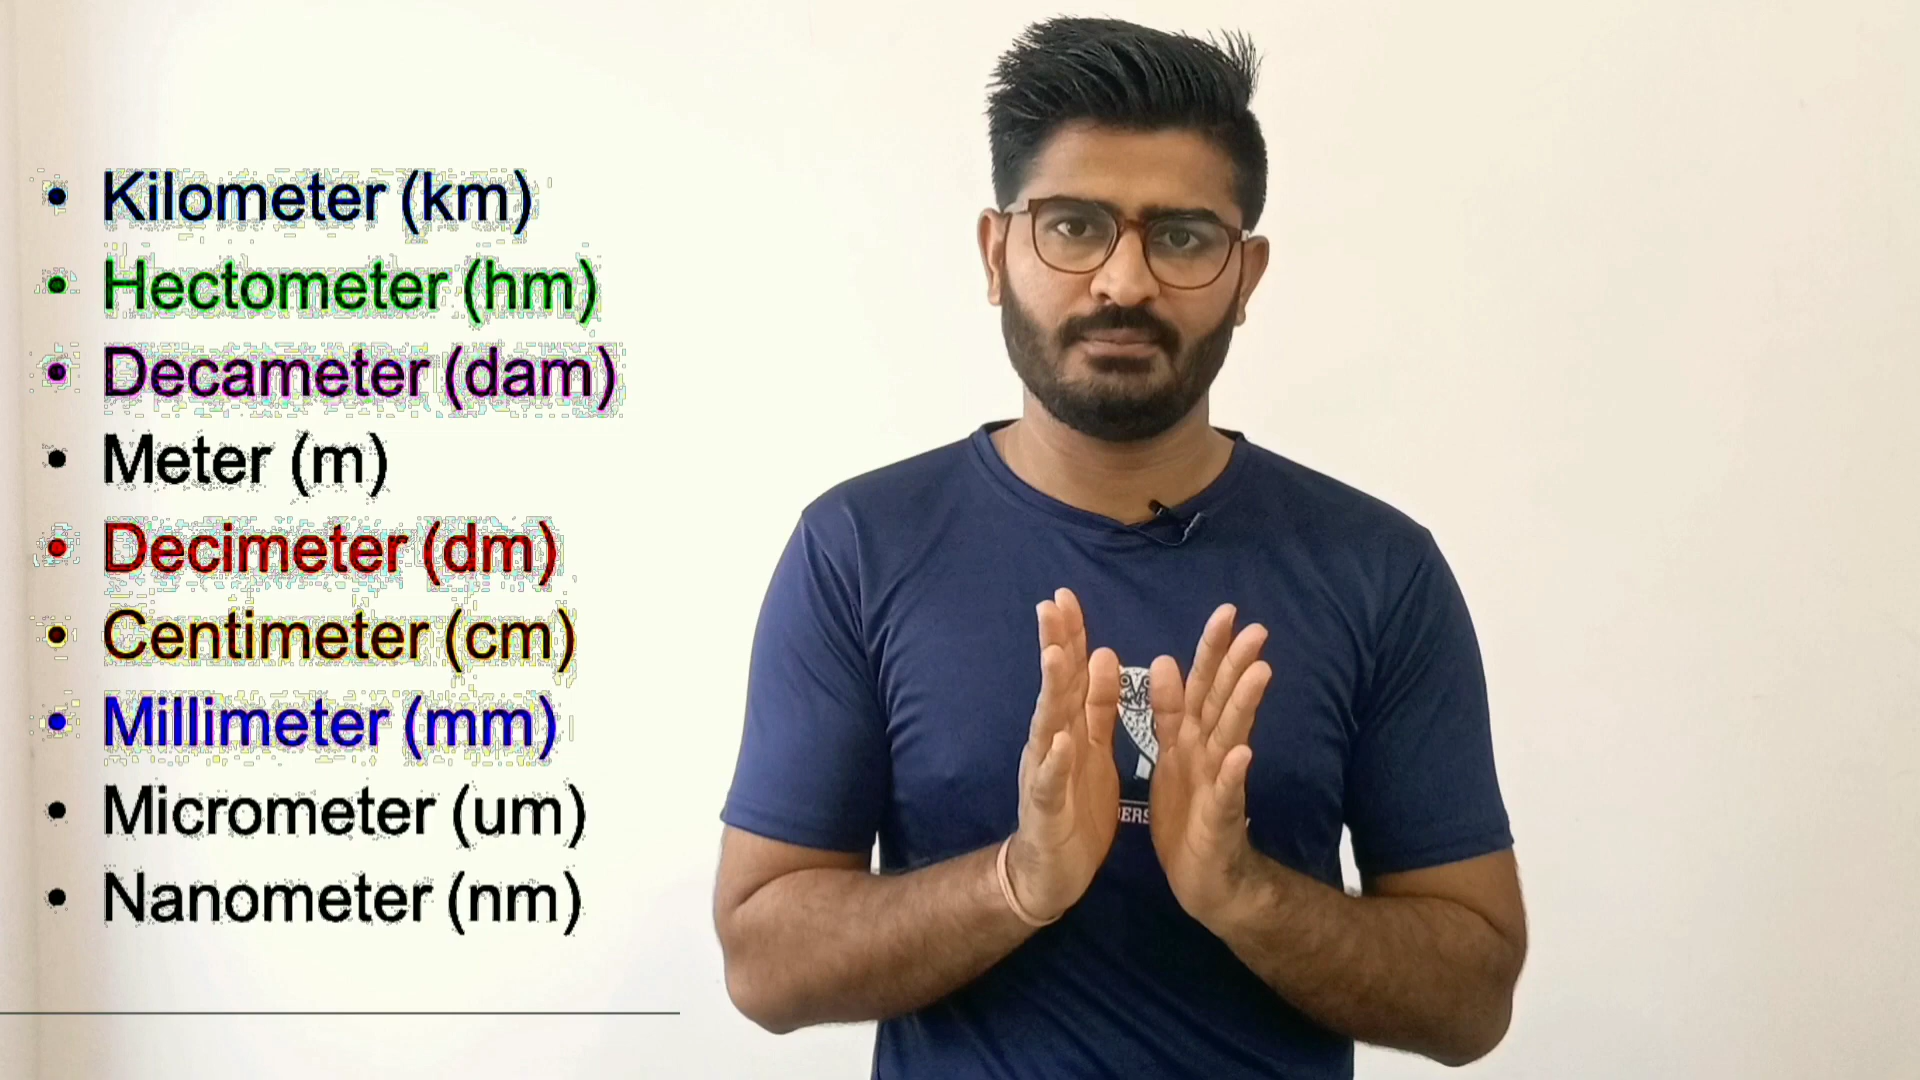 • Kilometer (km)
• Hectometer (hm)
• Decameter (dam)
• Meter (m)
• Decimeter (dm)
• Centimeter (cm)
• Millimeter (mm)
• Micrometer (um)
• Nanometer (nm)